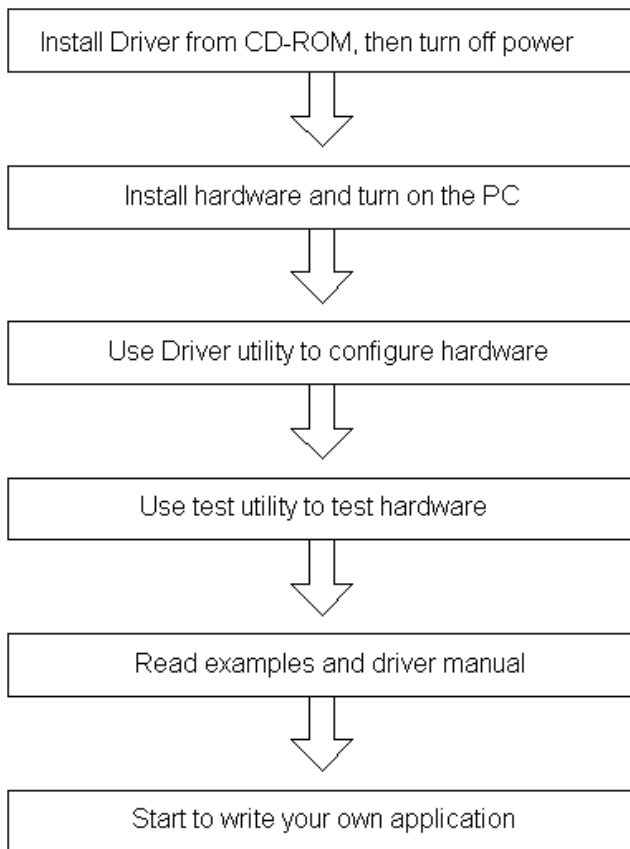 Install Driver from CD-ROM, then turn off power
Install hardware and turn on the PC
Use Driver utility to configure hardware
Use test utility to test hardware
Read examples and driver manual
Start to write your own application